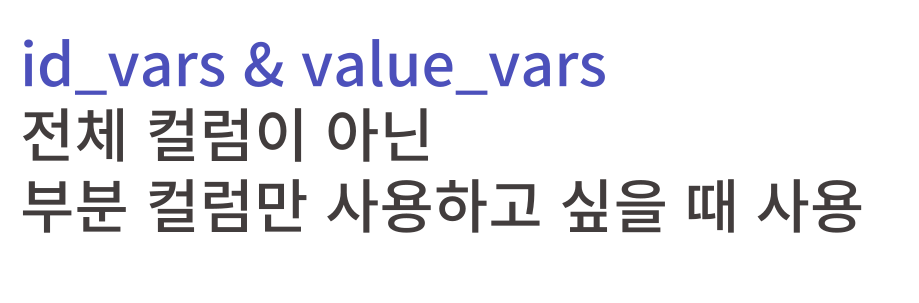 id_vars & value_vars
전체 컬럼이 아닌
부분 컬럼만 사용하고 싶을 때 사용